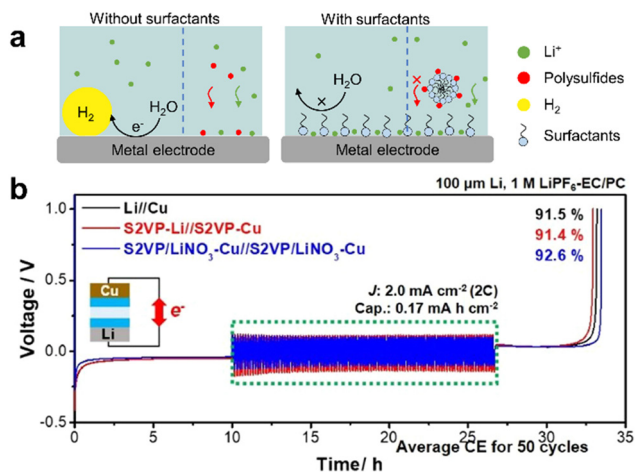 a
Without surfactants
With surfactants
H₂
H₂O
e⁻
H₂O
×
×
Metal electrode
Metal electrode
Li⁺
Polysulfides
H₂
Surfactants
b
100 µm Li, 1 M LiPF₆-EC/PC
Li//Cu
S2VP-Li//S2VP-Cu
S2VP/LiNO₃-Cu//S2VP/LiNO₃-Cu
91.5 %
91.4 %
92.6 %
J: 2.0 mA cm⁻² (2C)
Cap.: 0.17 mA h cm⁻²
Cu
e⁻
Li
Voltage / V
1.0
0.5
0.0
-0.5
0 5 10 15 20 25 30 35
Average CE for 50 cycles
Time/ h